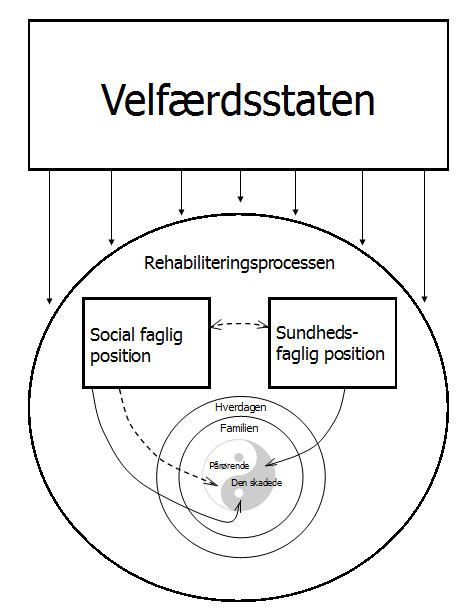 Velfærdsstaten
Rehabiliteringsprocessen
Social faglig
position
Sundheds-
faglig position
Hverdagen
Familien
Pårørende
Den skadede